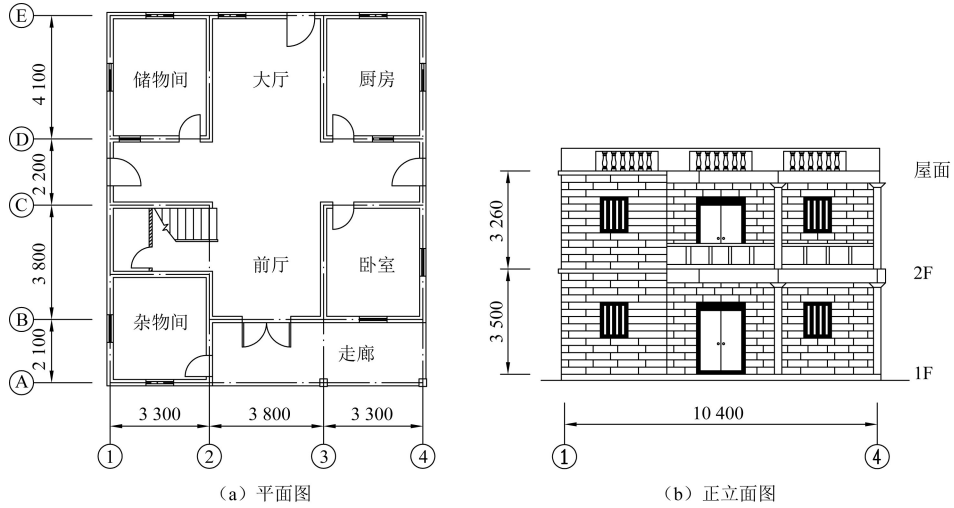 E
储物间
大厅
厨房
4 100
D
2 200
C
3 800
前厅
卧室
B
杂物间
走廊
2 100
A
3 300
3 800
3 300
1
2
3
4
(a) 平面图
屋面
3 260
2F
3 500
1F
10 400
1
4
(b) 正立面图